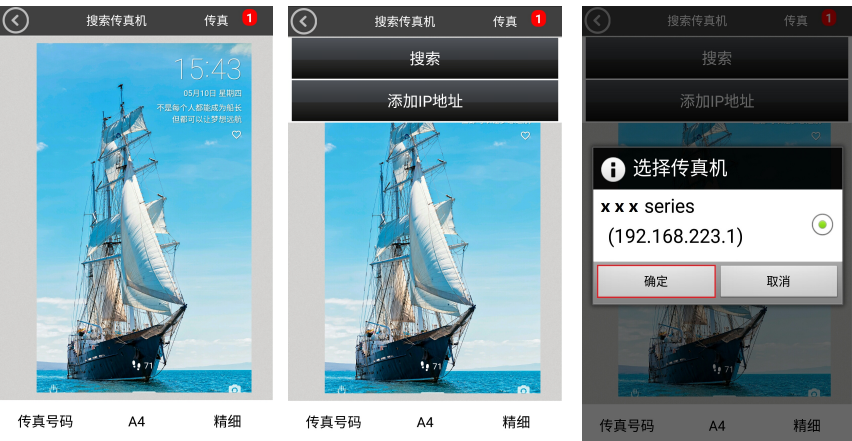 搜索传真机 传真 1
15:43
05月10日 星期四
不是每个人都能成为船长
但都可以让梦想远航
71
传真号码 A4 精细
搜索传真机 传真 1
搜索
添加IP地址
71
传真号码 A4 精细
搜索传真机 传真 1
搜索
添加IP地址
选择传真机
x x x series
(192.168.223.1)
确定 取消
71
传真号码 A4 精细